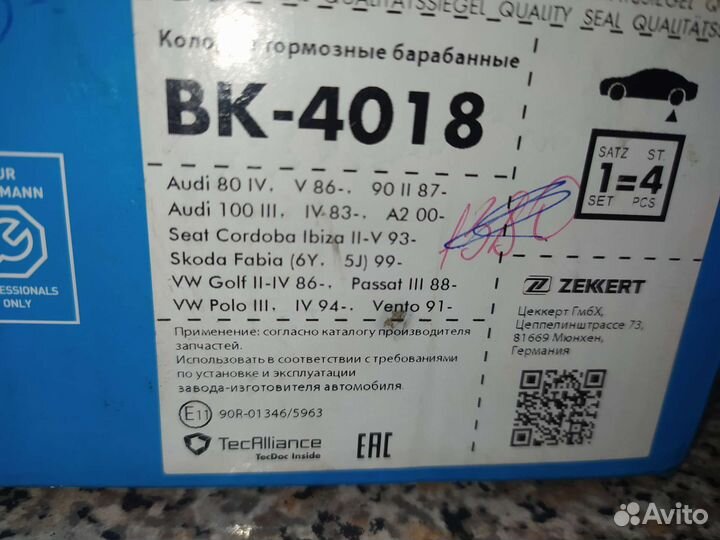 QUALITÄTSSIEGEL QUALITY SEAL QUALITÄTSS
тормозные барабанные
BK-4018
Audi 80 IV, V 86-, 90 II 87-
Audi 100 III, IV 83-, A2 00-
Seat Cordoba Ibiza II-V 93-
Skoda Fabia (6Y, 5J) 99-
VW Golf II-IV 86-, Passat III 88-
VW Polo III, IV 94-, Vento 91-
SATZ ST.
1=4
SET PCS
ZEKKERT
Цеккерт ГмбХ,
Цеппелинштрассе 73,
81669 Мюнхен,
Германия
Применение: согласно каталогу производителя
запчастей.
Использовать в соответствии с требованиями
по установке и эксплуатации
завода-изготовителя автомобиля.
E11 90R-01346/5963
TecAlliance
TecDoc Inside
EAC
UR
MANN
ESSIONALS
ONLY
Avito